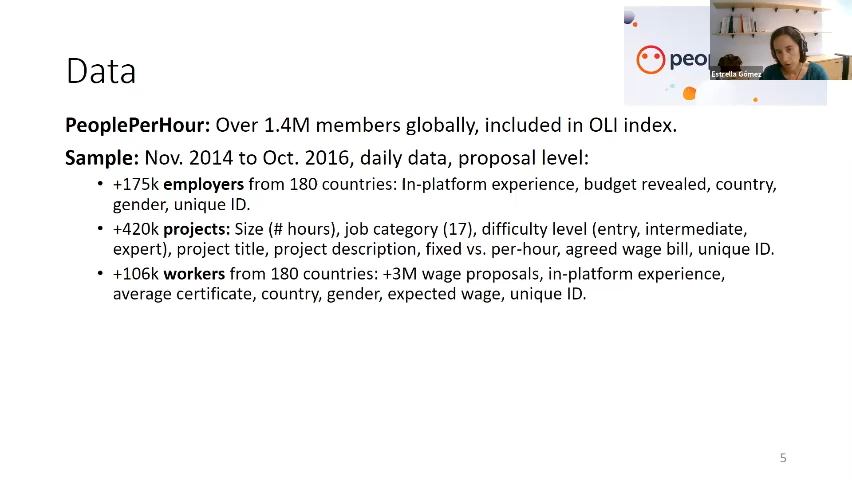 Data
peo
Estrella Gómez
PeoplePerHour: Over 1.4M members globally, included in OLI index.
Sample: Nov. 2014 to Oct. 2016, daily data, proposal level:
• +175k employers from 180 countries: In-platform experience, budget revealed, country,
gender, unique ID.
• +420k projects: Size (# hours), job category (17), difficulty level (entry, intermediate,
expert), project title, project description, fixed vs. per-hour, agreed wage bill, unique ID.
• +106k workers from 180 countries: +3M wage proposals, in-platform experience,
average certificate, country, gender, expected wage, unique ID.
5